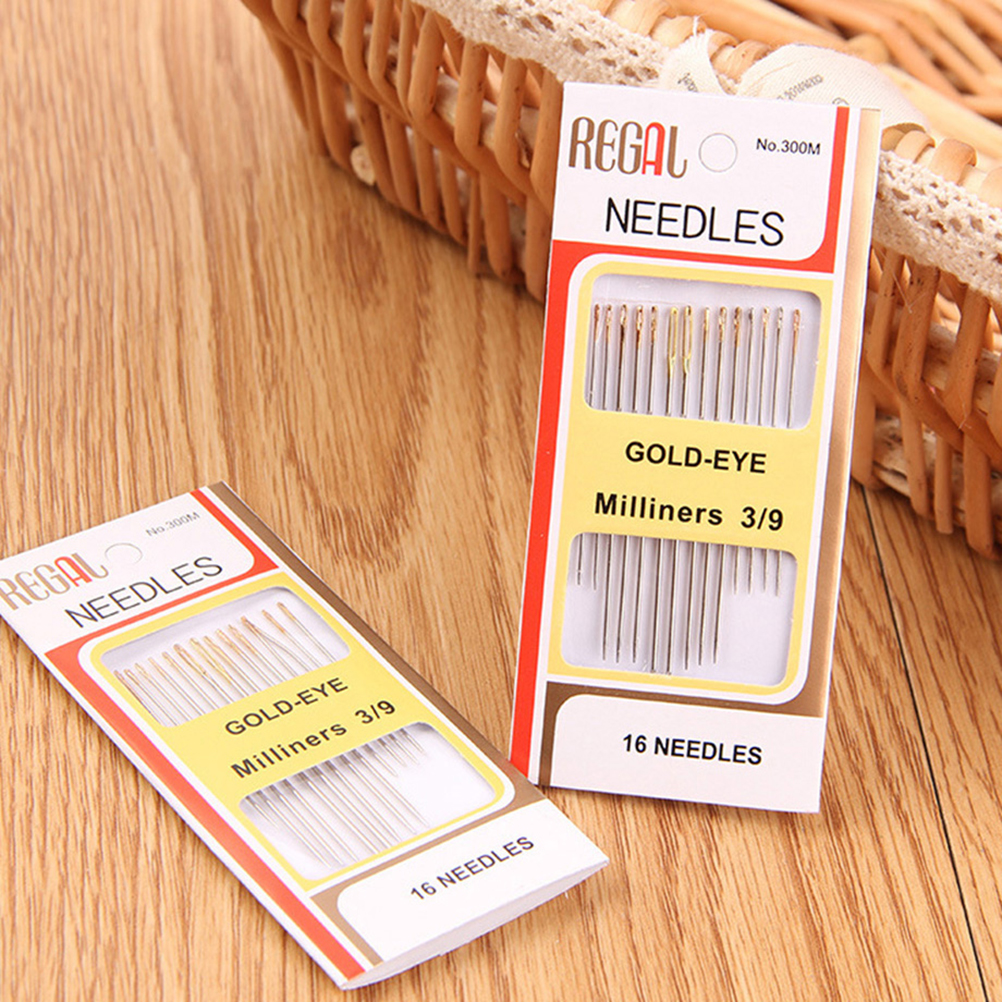 REGAL
No.300M
NEEDLES
GOLD-EYE
Milliners 3/9
16 NEEDLES
REGAL
No.300M
NEEDLES
GOLD-EYE
Milliners 3/9
16 NEEDLES